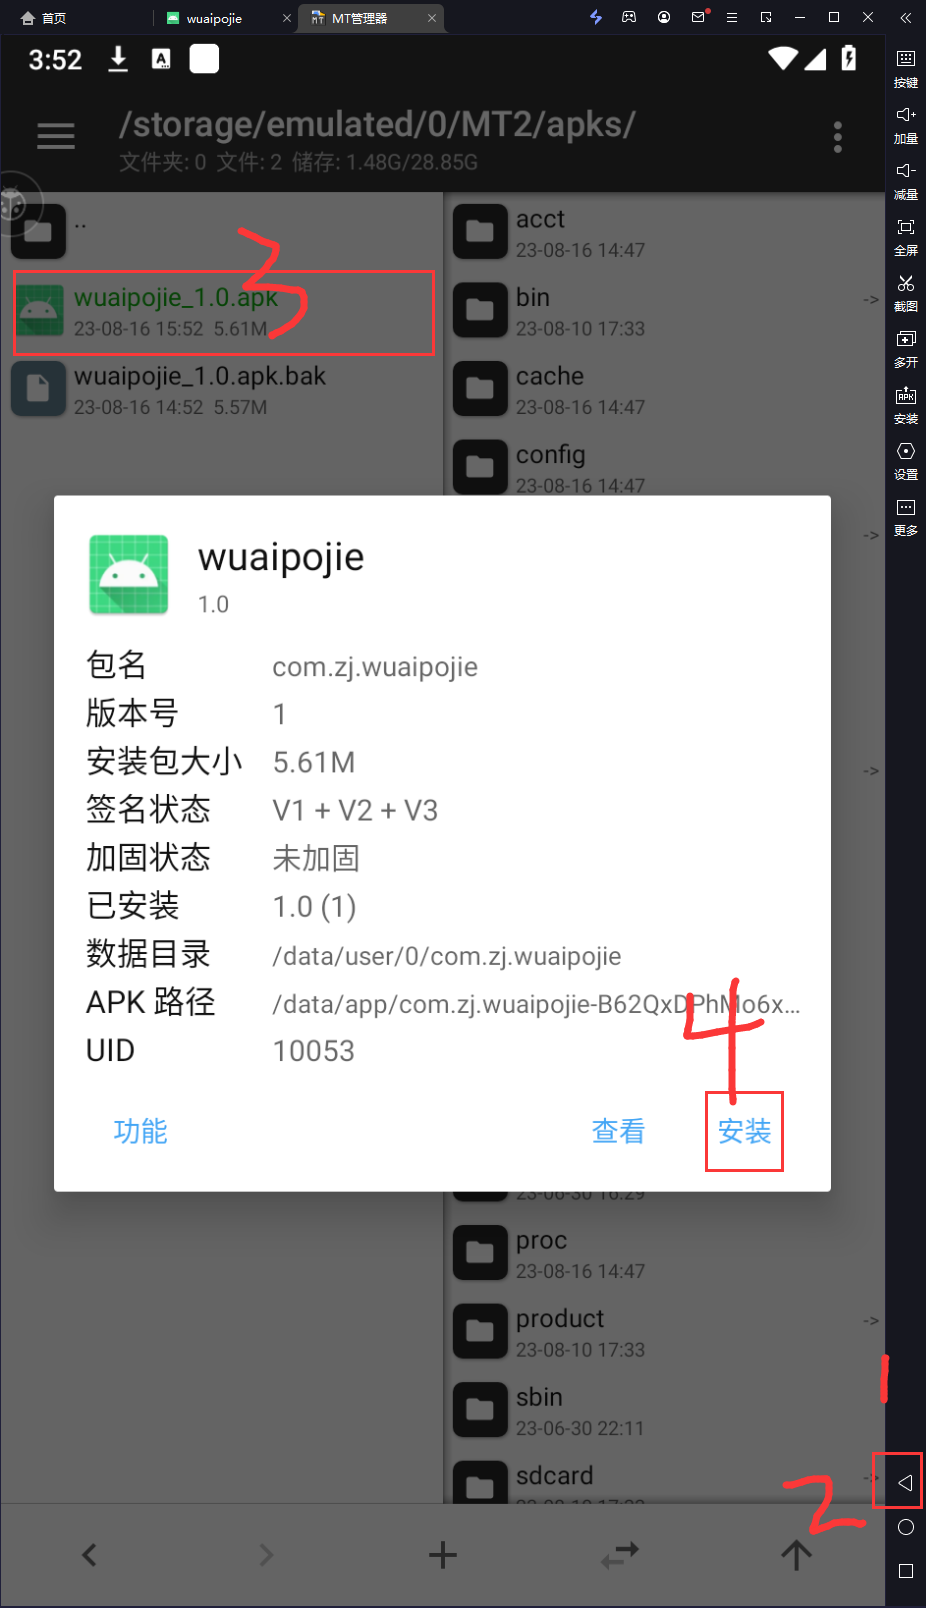 首页
wuaipojie
MT管理器
3:52
A
/storage/emulated/0/MT2/apks/
文件夹: 0 文件: 2 储存: 1.48G/28.85G
按键
加量
减量
全屏
截图
多开
APK
安装
设置
更多
..
3
wuaipojie_1.0.apk
23-08-16 15:52 5.61M
wuaipojie_1.0.apk.bak
23-08-16 14:52 5.57M
acct
23-08-16 14:47
bin
->
23-08-10 17:33
cache
23-08-16 14:47
config
23-08-16 14:47
->
->
wuaipojie
1.0
包名 com.zj.wuaipojie
版本号 1
安装包大小 5.61M
签名状态 V1 + V2 + V3
加固状态 未加固
已安装 1.0 (1)
数据目录 /data/user/0/com.zj.wuaipojie
APK 路径 /data/app/com.zj.wuaipojie-B62QxDPhMo6x...
UID 10053
4
功能 查看 安装
23-06-30 16:29
proc
23-08-16 14:47
product
->
23-08-10 17:33
sbin
23-06-30 22:11
sdcard
->
1
2